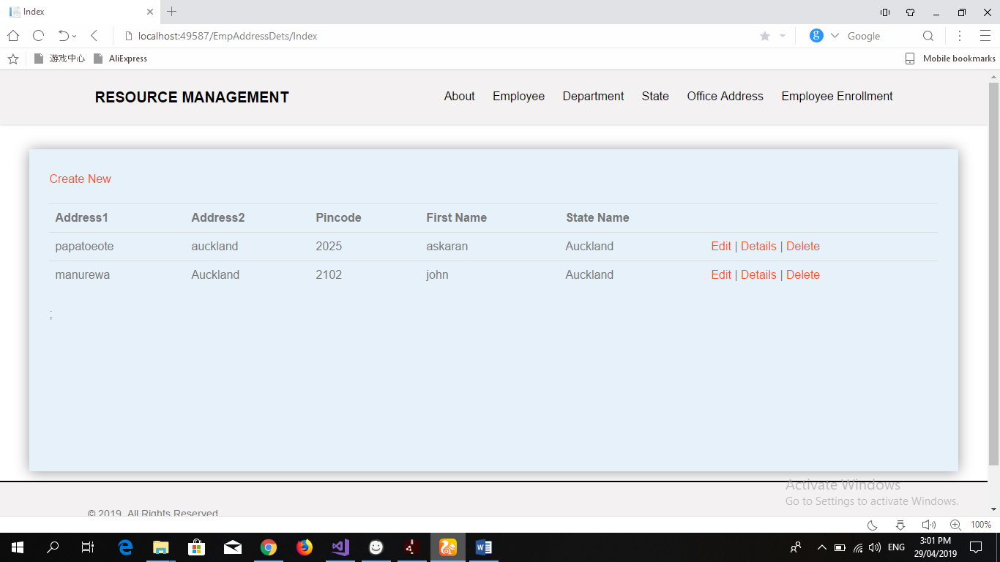 Index
localhost:49587/EmpAddressDets/Index
Google
游戏中心 AliExpress Mobile bookmarks
RESOURCE MANAGEMENT About Employee Department State Office Address Employee Enrollment
Create New
Address1 Address2 Pincode First Name State Name
papatoeote auckland 2025 askaran Auckland Edit | Details | Delete
manurewa Auckland 2102 john Auckland Edit | Details | Delete
;
Activate Windows
Go to Settings to activate Windows.
© 2019 All Rights Reserved
100%
ENG 3:01 PM
29/04/2019